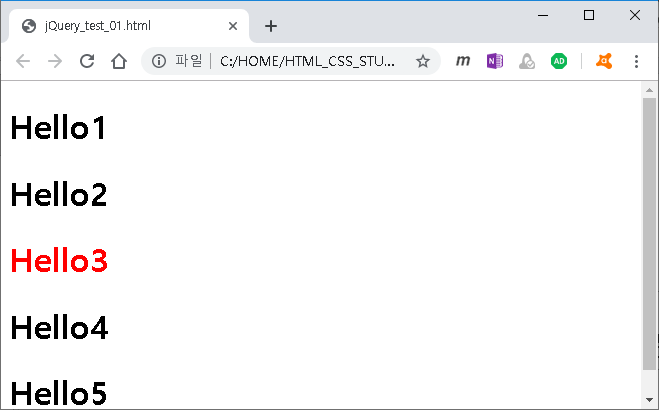 jQuery_test_01.html
파일 C:/HOME/HTML_CSS_STU...
m
N
AD
Hello1
Hello2
Hello3
Hello4
Hello5